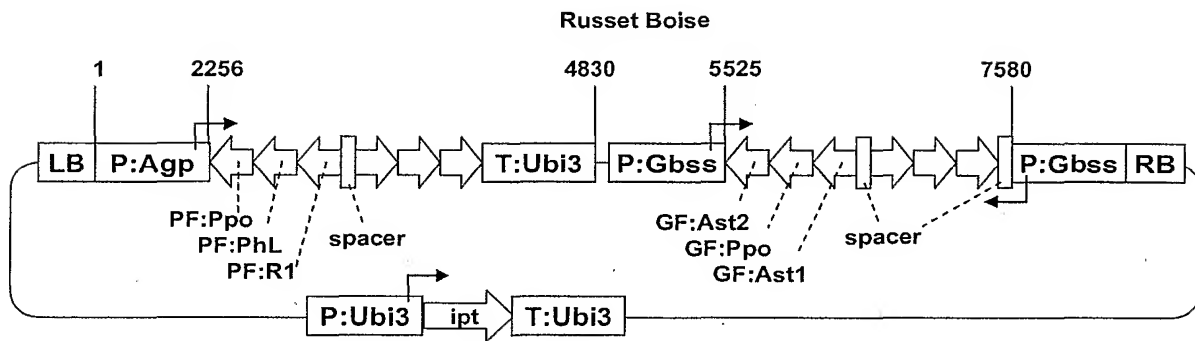 Russet Boise
1 2256 4830 5525 7580
LB P:Agp T:Ubi3 P:Gbss P:Gbss RB
PF:Ppo
PF:PhL
PF:R1
spacer
GF:Ast2
GF:Ppo
GF:Ast1
spacer
P:Ubi3 ipt T:Ubi3